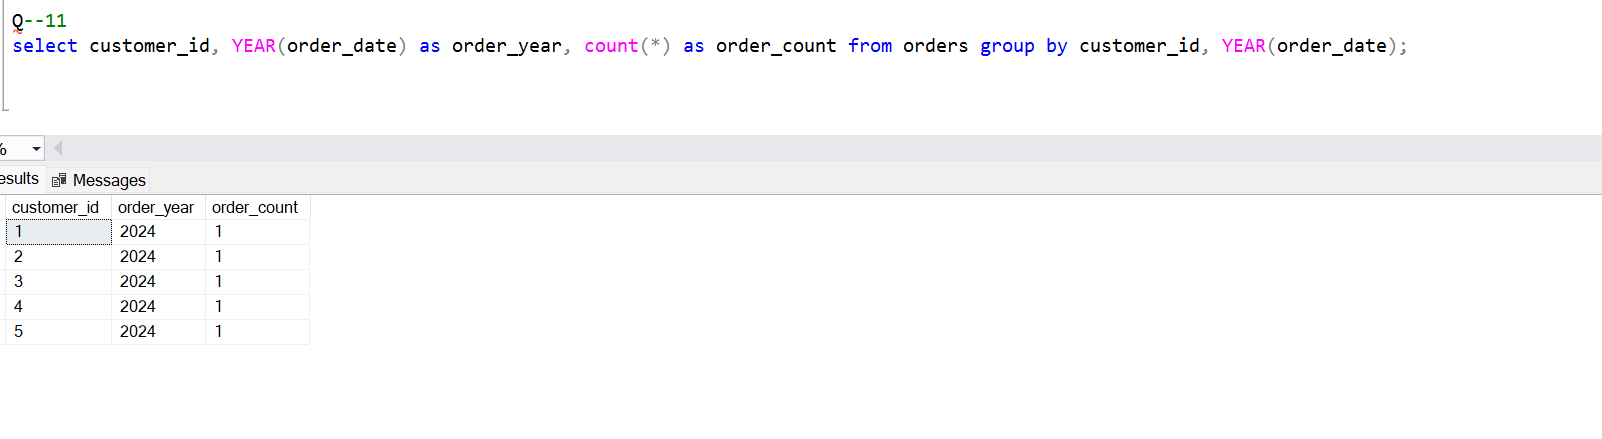 Q--11
select customer_id, YEAR(order_date) as order_year, count(*) as order_count from orders group by customer_id, YEAR(order_date);
%
esults Messages
customer_id order_year order_count
1 2024 1
2 2024 1
3 2024 1
4 2024 1
5 2024 1